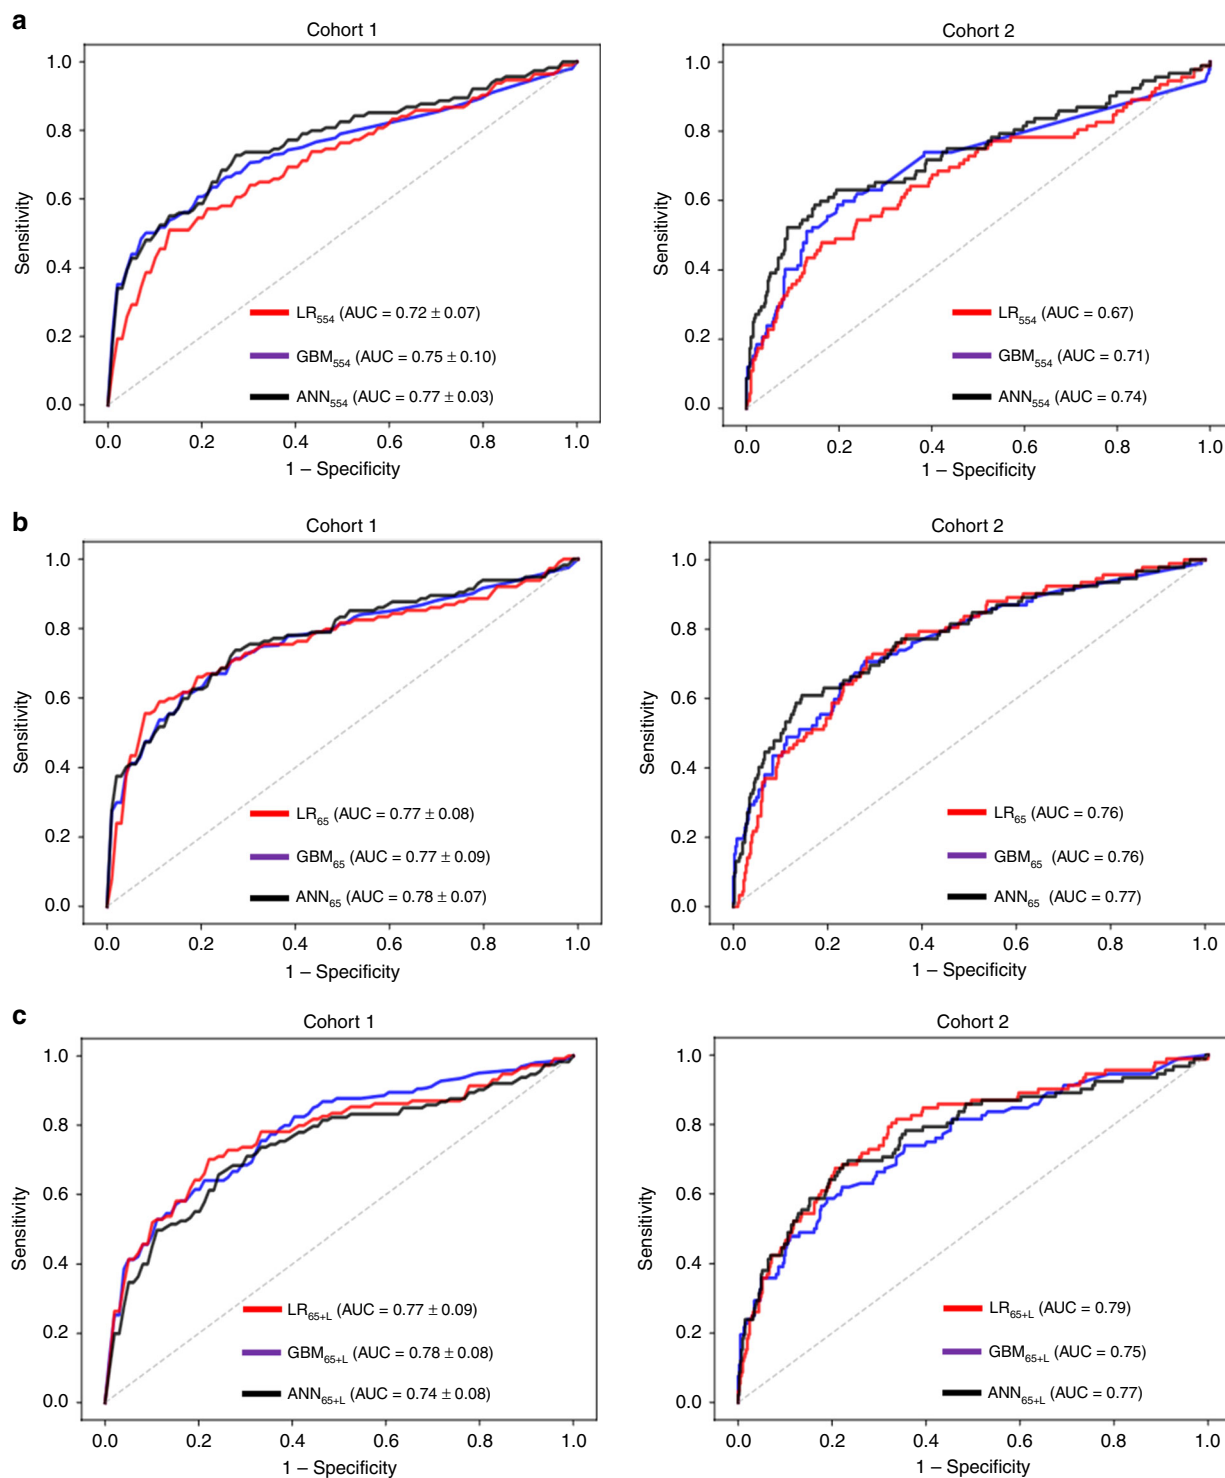 a
Cohort 1
Cohort 2
1.0
0.8
0.6
0.4
0.2
0.0
Sensitivity
LR554 (AUC = 0.72 ± 0.07)
GBM554 (AUC = 0.75 ± 0.10)
ANN554 (AUC = 0.77 ± 0.03)
0.0 0.2 0.4 0.6 0.8 1.0
1 – Specificity
1.0
0.8
0.6
0.4
0.2
0.0
Sensitivity
LR554 (AUC = 0.67)
GBM554 (AUC = 0.71)
ANN554 (AUC = 0.74)
0.0 0.2 0.4 0.6 0.8 1.0
1 – Specificity
b
Cohort 1
Cohort 2
1.0
0.8
0.6
0.4
0.2
0.0
Sensitivity
LR65 (AUC = 0.77 ± 0.08)
GBM65 (AUC = 0.77 ± 0.09)
ANN65 (AUC = 0.78 ± 0.07)
0.0 0.2 0.4 0.6 0.8 1.0
1 – Specificity
1.0
0.8
0.6
0.4
0.2
0.0
Sensitivity
LR65 (AUC = 0.76)
GBM65 (AUC = 0.76)
ANN65 (AUC = 0.77)
0.0 0.2 0.4 0.6 0.8 1.0
1 – Specificity
c
Cohort 1
Cohort 2
1.0
0.8
0.6
0.4
0.2
0.0
Sensitivity
LR65+L (AUC = 0.77 ± 0.09)
GBM65+L (AUC = 0.78 ± 0.08)
ANN65+L (AUC = 0.74 ± 0.08)
0.0 0.2 0.4 0.6 0.8 1.0
1 – Specificity
1.0
0.8
0.6
0.4
0.2
0.0
Sensitivity
LR65+L (AUC = 0.79)
GBM65+L (AUC = 0.75)
ANN65+L (AUC = 0.77)
0.0 0.2 0.4 0.6 0.8 1.0
1 – Specificity